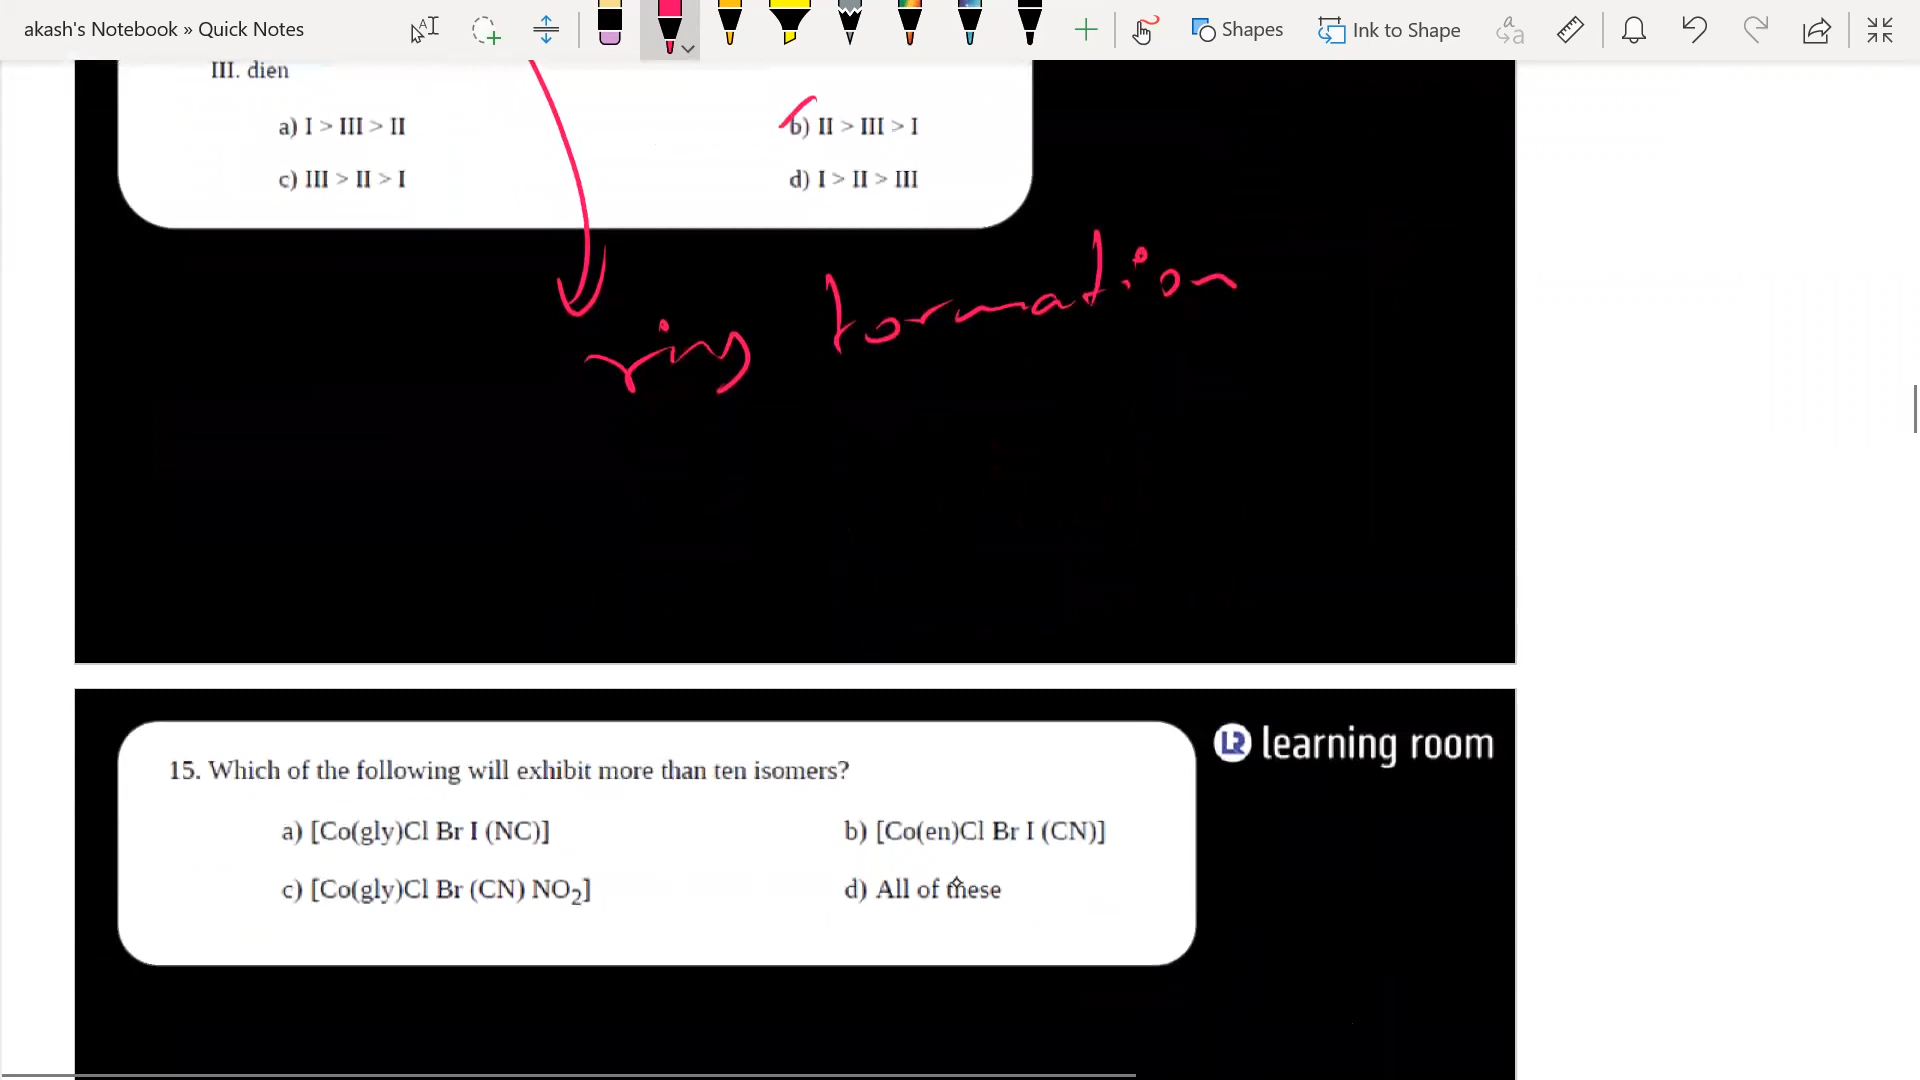 akash's Notebook » Quick Notes
Shapes
Ink to Shape
III. dien
a) I > III > II
b) II > III > I
c) III > II > I
d) I > II > III
ring formation
learning room
15. Which of the following will exhibit more than ten isomers?
a) [Co(gly)Cl Br I (NC)]
b) [Co(en)Cl Br I (CN)]
c) [Co(gly)Cl Br (CN) NO₂]
d) All of these